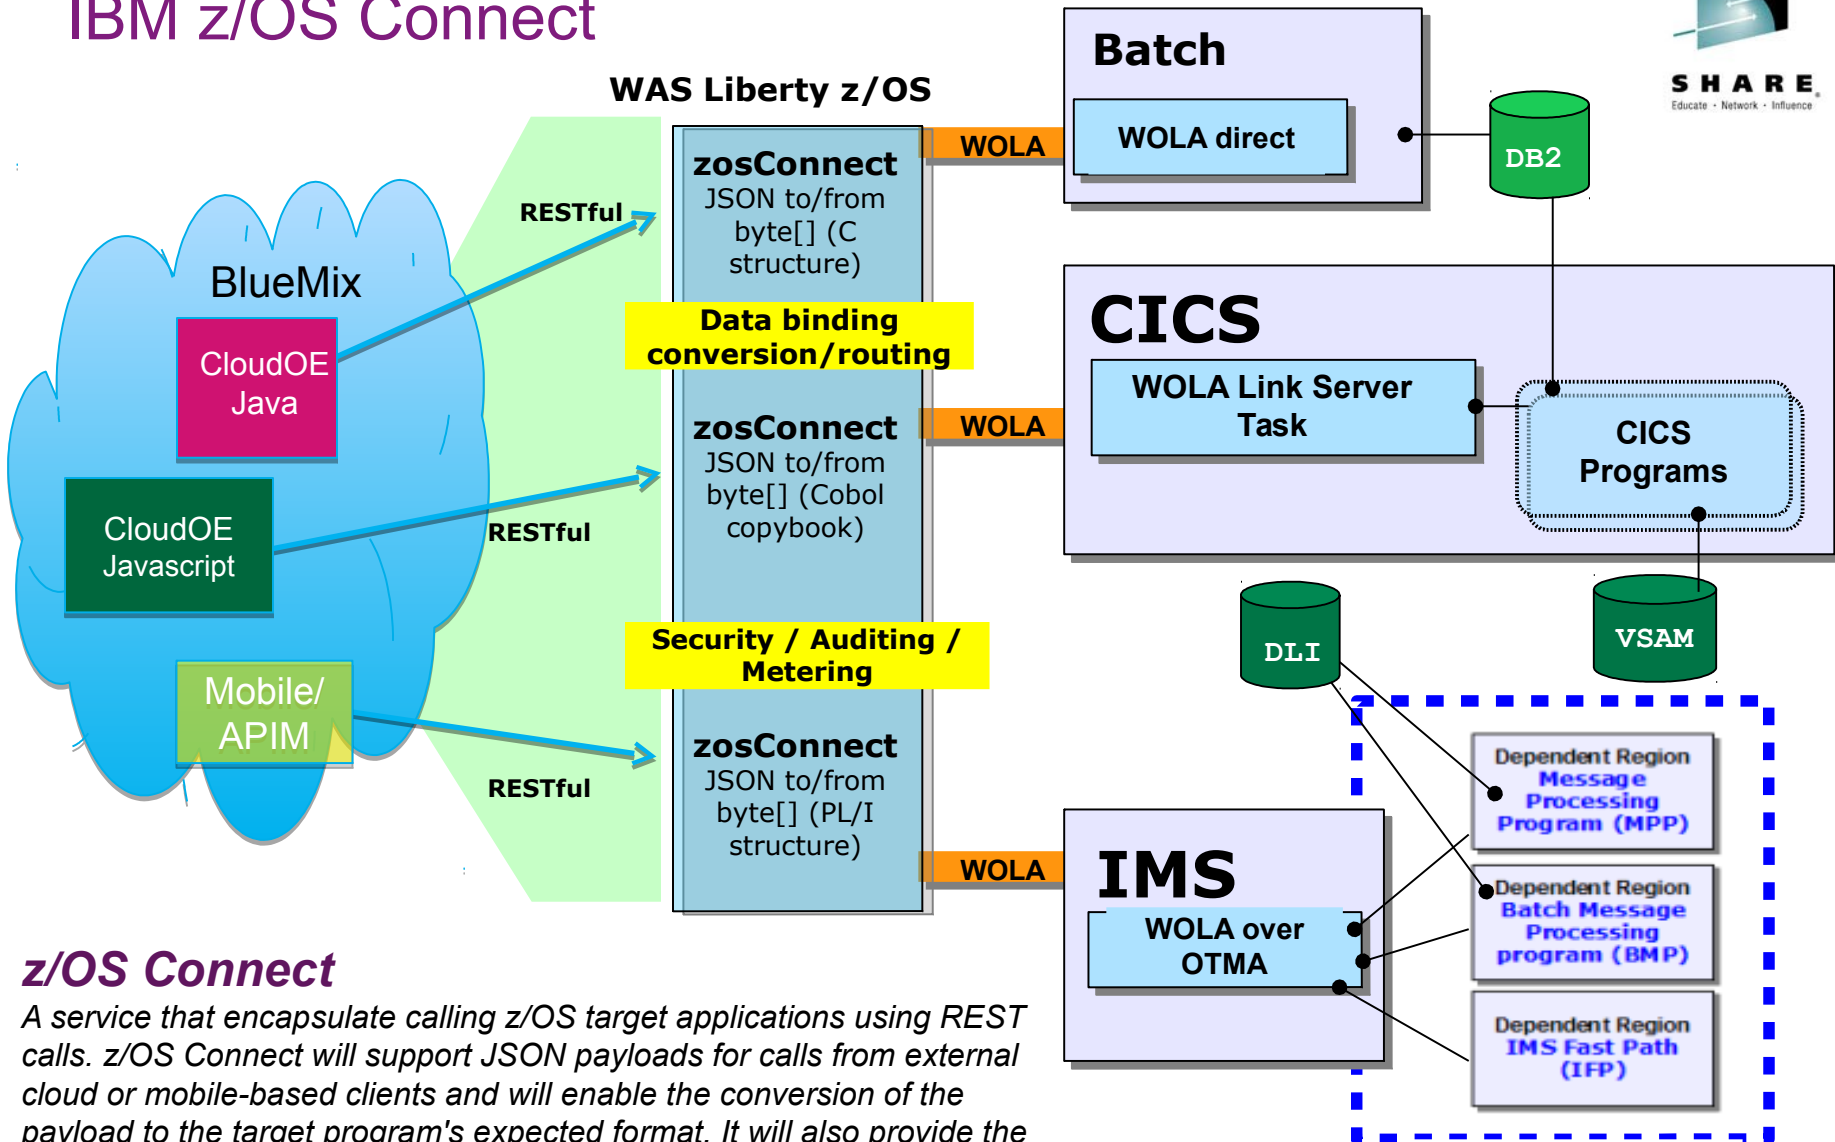 IBM z/OS Connect
SHARE
Educate · Network · Influence
WAS Liberty z/OS
BlueMix
CloudOE
Java
CloudOE
Javascript
Mobile/
APIM
RESTful
RESTful
RESTful
zosConnect
JSON to/from
byte[] (C
structure)
Data binding
conversion/routing
zosConnect
JSON to/from
byte[] (Cobol
copybook)
Security / Auditing /
Metering
zosConnect
JSON to/from
byte[] (PL/I
structure)
WOLA
WOLA
WOLA
Batch
WOLA direct
DB2
CICS
WOLA Link Server
Task
CICS
Programs
DLI
VSAM
IMS
WOLA over
OTMA
Dependent Region
Message
Processing
Program (MPP)
Dependent Region
Batch Message
Processing
program (BMP)
Dependent Region
IMS Fast Path
(IFP)
z/OS Connect
A service that encapsulate calling z/OS target applications using REST
calls. z/OS Connect will support JSON payloads for calls from external
cloud or mobile-based clients and will enable the conversion of the
payload to the target program's expected format. It will also provide the